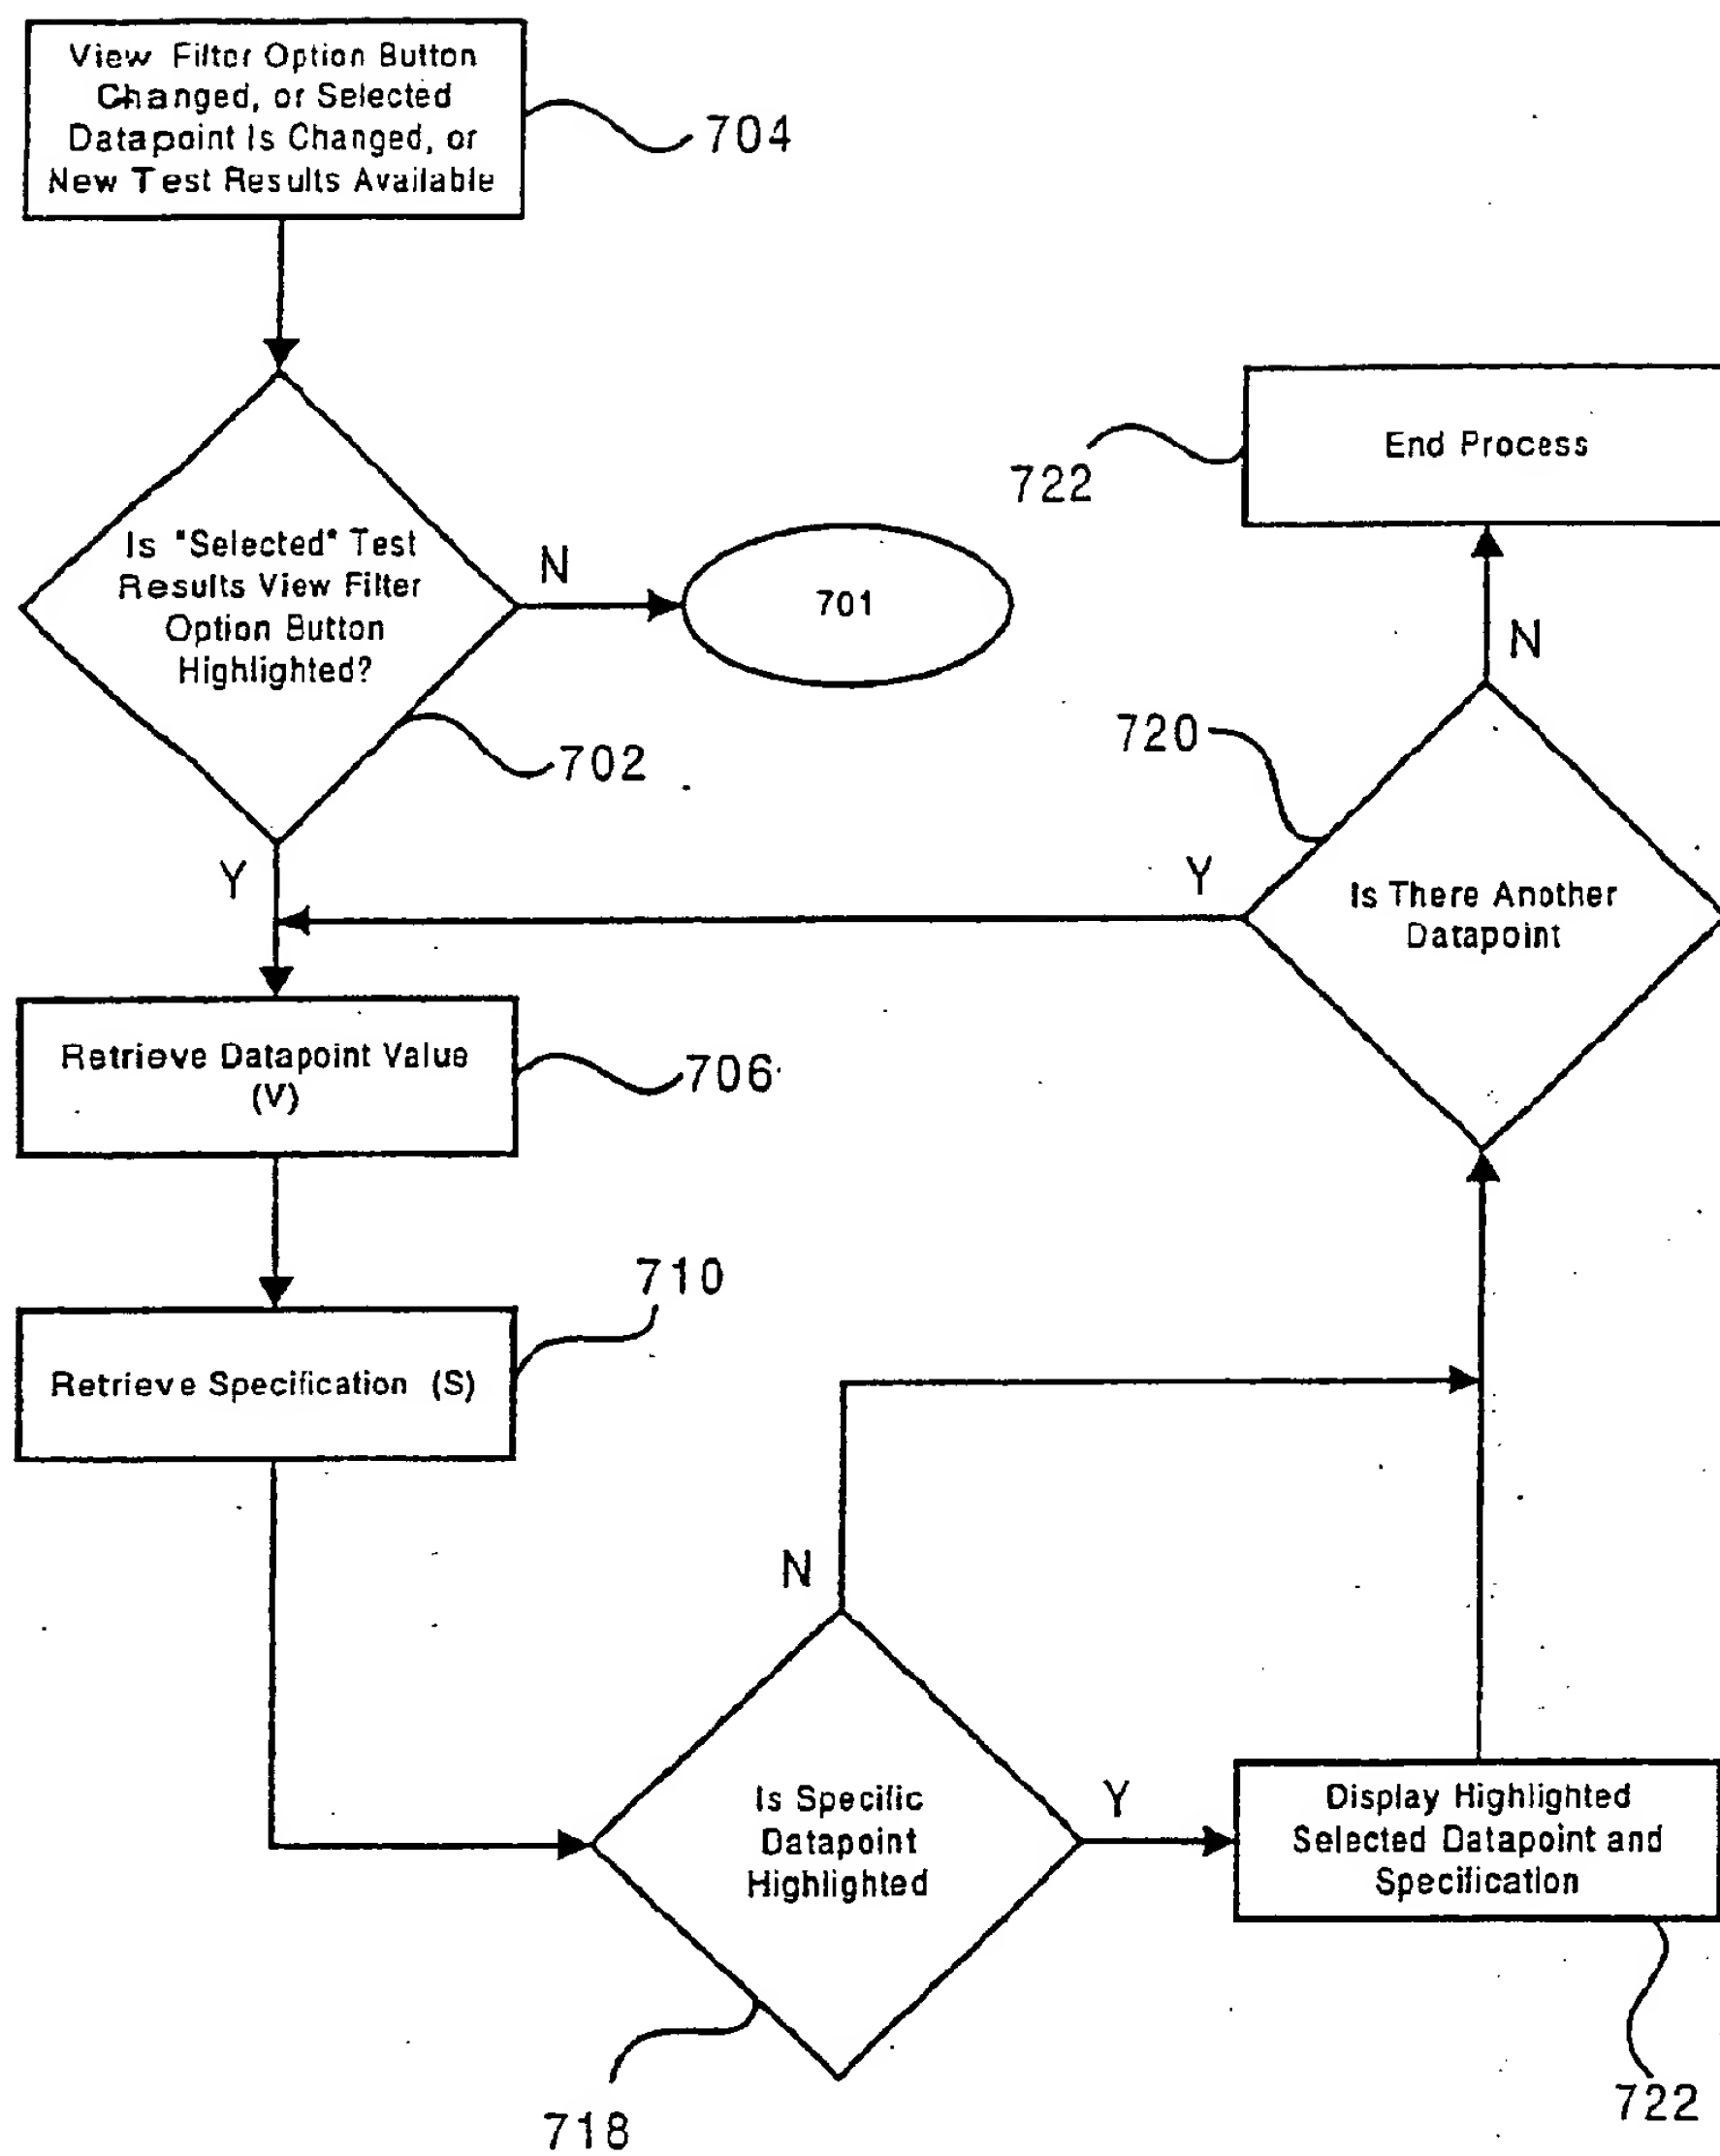 View Filter Option Button
Changed, or Selected
Datapoint Is Changed, or
New Test Results Available
704
Is "Selected" Test
Results View Filter
Option Button
Highlighted?
N
701
702
Y
End Process
722
N
720
Y
Is There Another
Datapoint
Retrieve Datapoint Value
(V)
706
710
Retrieve Specification (S)
N
Is Specific
Datapoint
Highlighted
Y
718
Display Highlighted
Selected Datapoint and
Specification
722